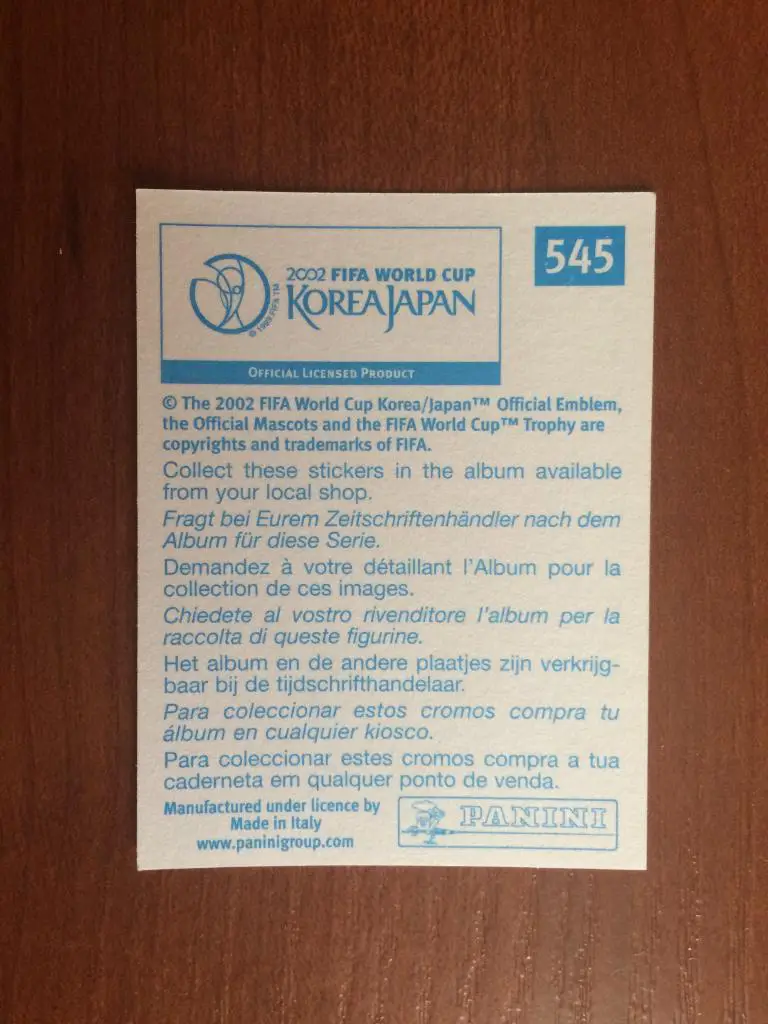 545
2002 FIFA WORLD CUP
KOREAJAPAN
© 1999 FIFA TM
OFFICIAL LICENSED PRODUCT
© The 2002 FIFA World Cup Korea/Japan™ Official Emblem,
the Official Mascots and the FIFA World Cup™ Trophy are
copyrights and trademarks of FIFA.
Collect these stickers in the album available
from your local shop.
Fragt bei Eurem Zeitschriftenhändler nach dem
Album für diese Serie.
Demandez à votre détaillant l'Album pour la
collection de ces images.
Chiedete al vostro rivenditore l'album per la
raccolta di queste figurine.
Het album en de andere plaatjes zijn verkrijg-
baar bij de tijdschrifthandelaar.
Para coleccionar estos cromos compra tu
álbum en cualquier kiosco.
Para coleccionar estes cromos compra a tua
caderneta em qualquer ponto de venda.
Manufactured under licence by
Made in Italy
www.paninigroup.com
PANINI